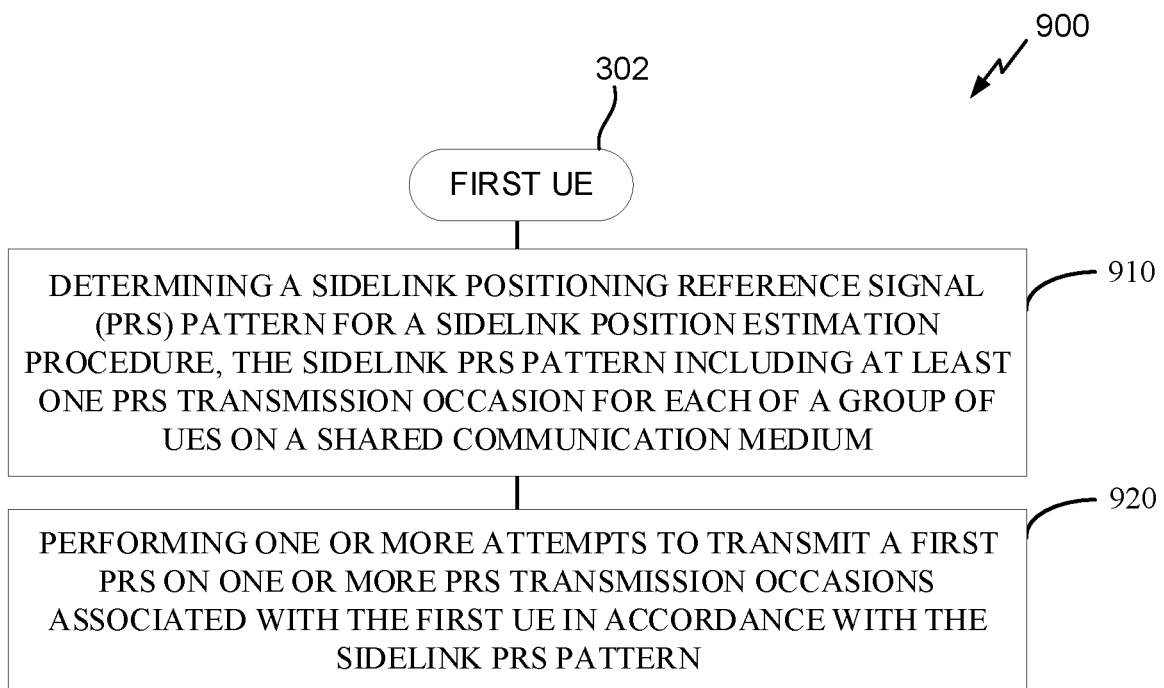 900
302
FIRST UE
DETERMINING A SIDELINK POSITIONING REFERENCE SIGNAL
(PRS) PATTERN FOR A SIDELINK POSITION ESTIMATION
PROCEDURE, THE SIDELINK PRS PATTERN INCLUDING AT LEAST
ONE PRS TRANSMISSION OCCASION FOR EACH OF A GROUP OF
UES ON A SHARED COMMUNICATION MEDIUM
910
PERFORMING ONE OR MORE ATTEMPTS TO TRANSMIT A FIRST
PRS ON ONE OR MORE PRS TRANSMISSION OCCASIONS
ASSOCIATED WITH THE FIRST UE IN ACCORDANCE WITH THE
SIDELINK PRS PATTERN
920